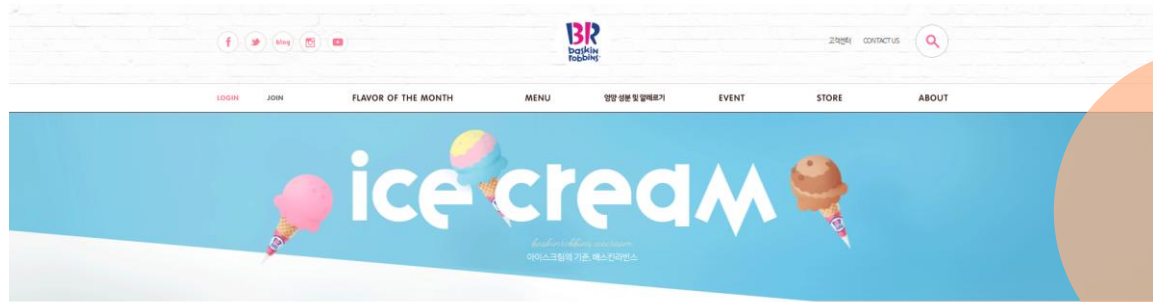 blog
BR
baskin
robbins
고객센터 CONTACT US
LOGIN JOIN FLAVOR OF THE MONTH MENU 영양 성분 및 알레르기 EVENT STORE ABOUT
ice cream
baskinrobbins icecream
아이스크림의 기준, 배스킨라빈스